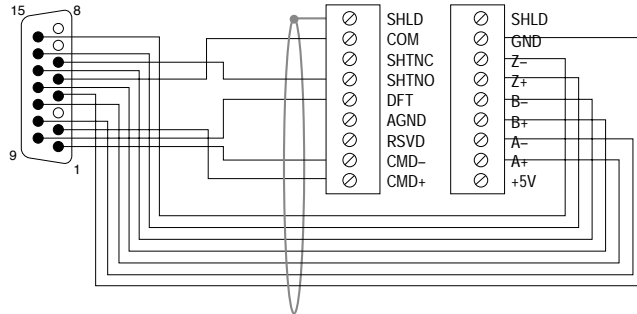 15
8
9
1
SHLD
COM
SHTNC
SHTNO
DFT
AGND
RSVD
CMD–
CMD+
SHLD
GND
Z–
Z+
B–
B+
A–
A+
+5V